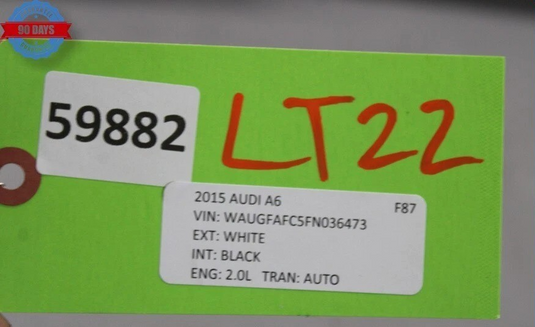 90 DAYS
59882
LT22
2015 AUDI A6 F87
VIN: WAUGFAFC5FN036473
EXT: WHITE
INT: BLACK
ENG: 2.0L TRAN: AUTO